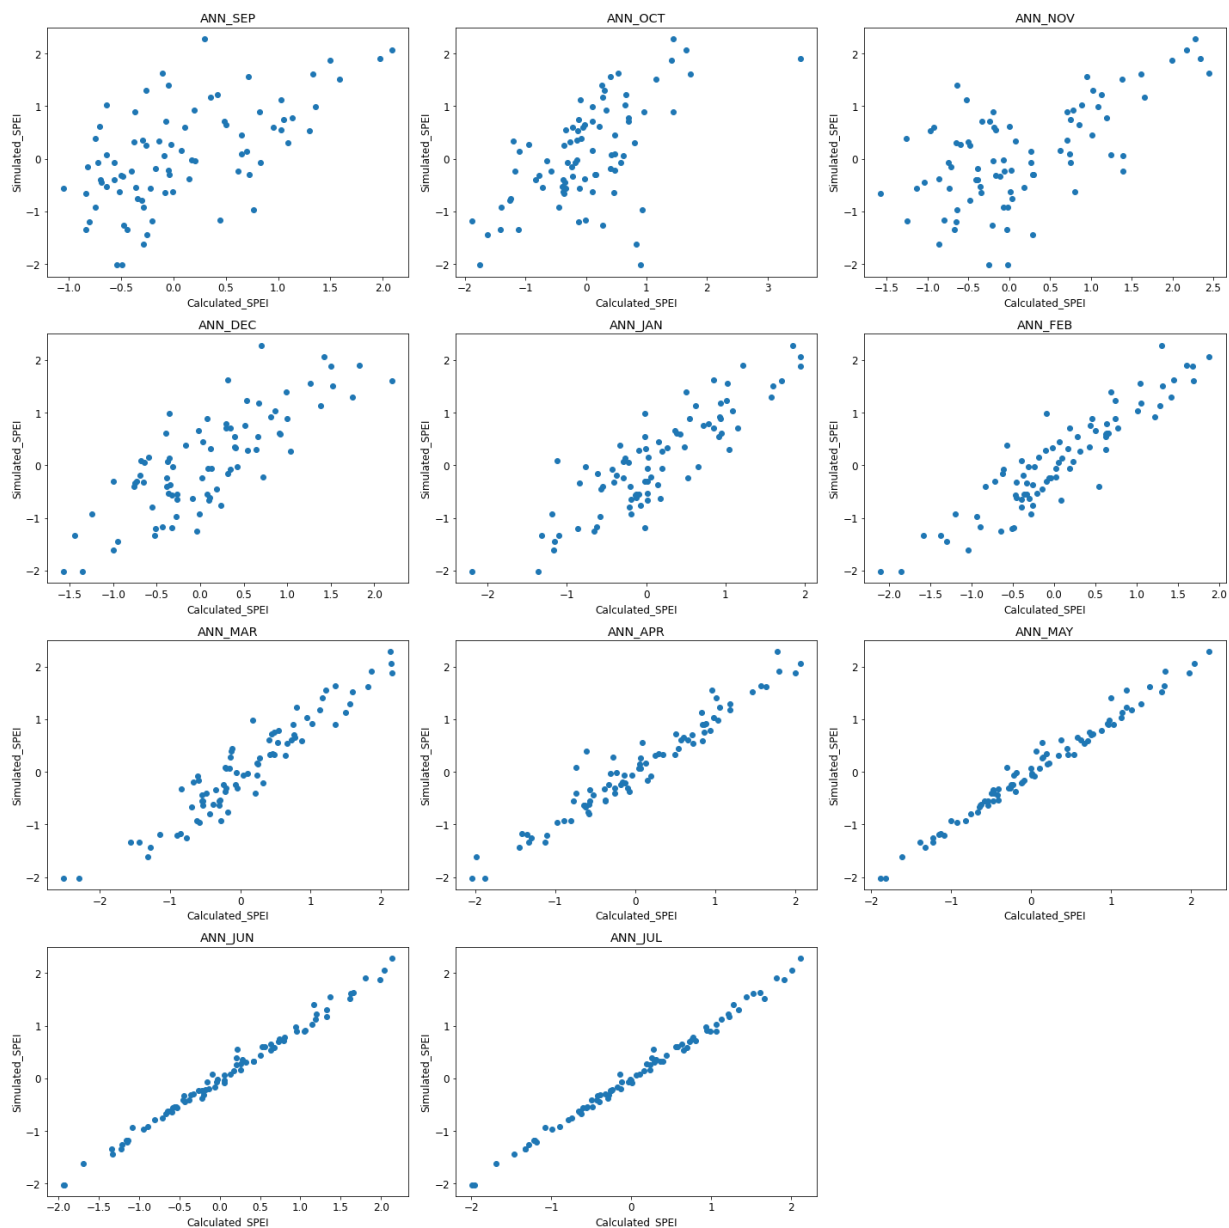 ANN_SEP
ANN_OCT
ANN_NOV
2
1
0
−1
−2
Simulated_SPEI
−1.0 −0.5 0.0 0.5 1.0 1.5 2.0
Calculated_SPEI
2
1
0
−1
−2
Simulated_SPEI
−2 −1 0 1 2 3
Calculated_SPEI
2
1
0
−1
−2
Simulated_SPEI
−1.5 −1.0 −0.5 0.0 0.5 1.0 1.5 2.0 2.5
Calculated_SPEI
ANN_DEC
ANN_JAN
ANN_FEB
2
1
0
−1
−2
Simulated_SPEI
−1.5 −1.0 −0.5 0.0 0.5 1.0 1.5 2.0
Calculated_SPEI
2
1
0
−1
−2
Simulated_SPEI
−2 −1 0 1 2
Calculated_SPEI
2
1
0
−1
−2
Simulated_SPEI
−2.0 −1.5 −1.0 −0.5 0.0 0.5 1.0 1.5 2.0
Calculated_SPEI
ANN_MAR
ANN_APR
ANN_MAY
2
1
0
−1
−2
Simulated_SPEI
−2 −1 0 1 2
Calculated_SPEI
2
1
0
−1
−2
Simulated_SPEI
−2 −1 0 1 2
Calculated_SPEI
2
1
0
−1
−2
Simulated_SPEI
−2 −1 0 1 2
Calculated_SPEI
ANN_JUN
ANN_JUL
2
1
0
−1
−2
Simulated_SPEI
−2.0 −1.5 −1.0 −0.5 0.0 0.5 1.0 1.5 2.0
Calculated_SPEI
2
1
0
−1
−2
Simulated_SPEI
−2 −1 0 1 2
Calculated_SPEI